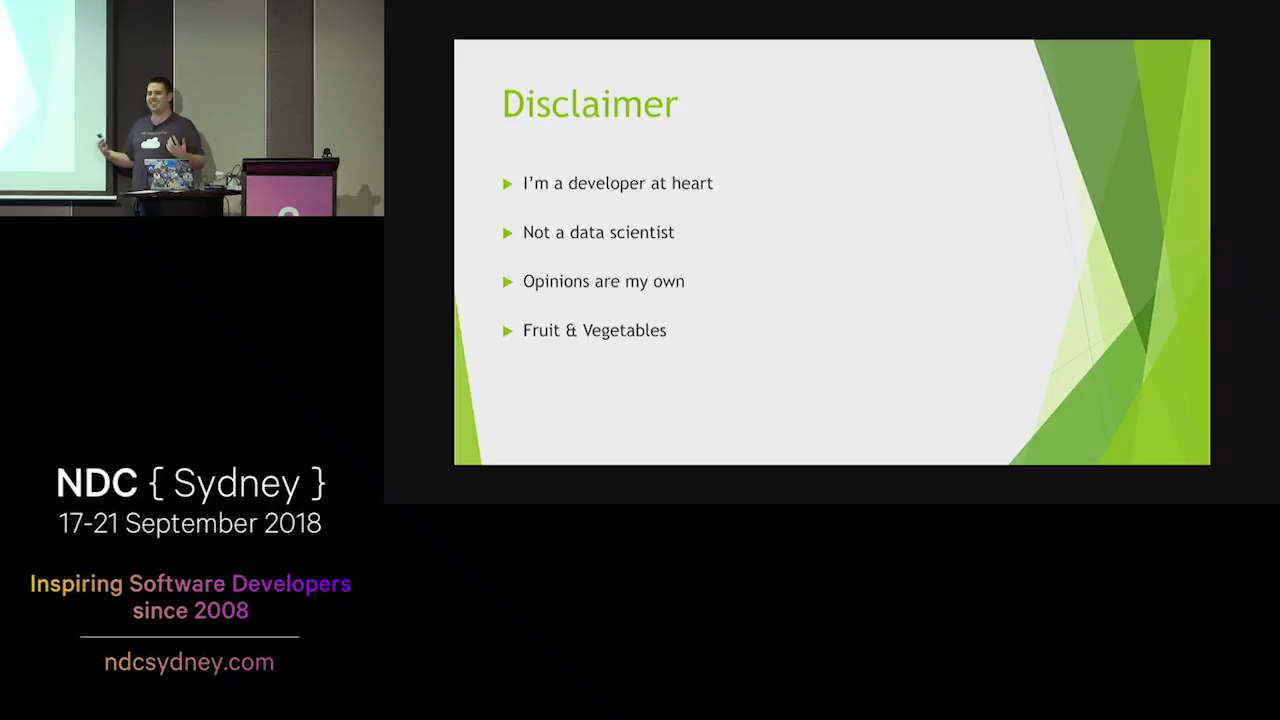 Disclaimer
I'm a developer at heart
Not a data scientist
Opinions are my own
Fruit & Vegetables
NDC { Sydney }
17-21 September 2018
Inspiring Software Developers
since 2008
ndcsydney.com